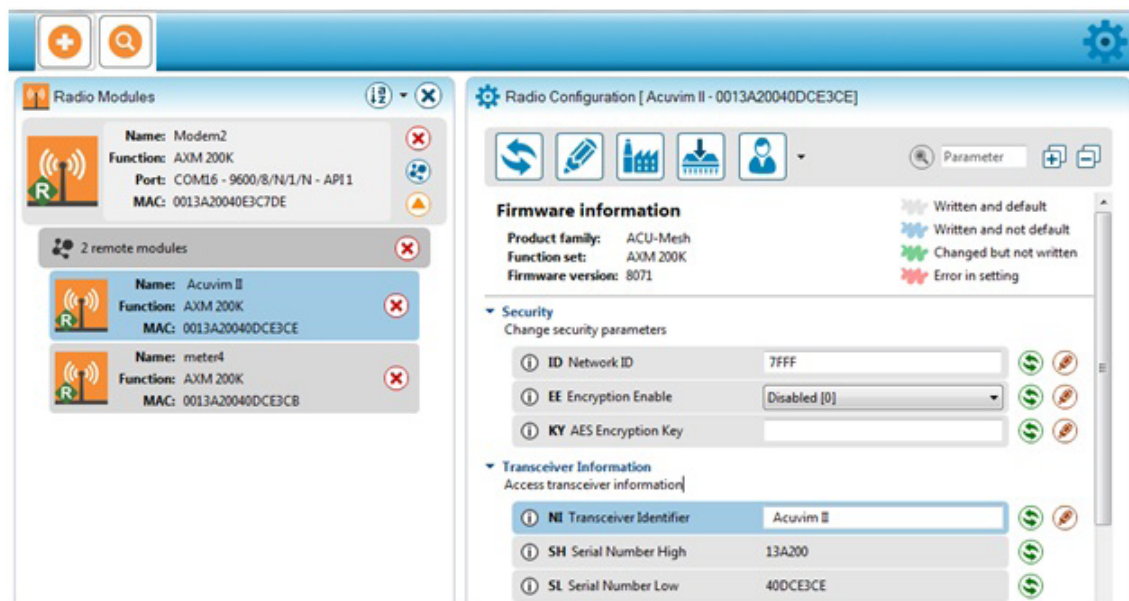 Radio Modules
Name: Modem2
Function: AXM 200K
Port: COM16 - 9600/8/N/1/N - API 1
MAC: 0013A20040E3C7DE
2 remote modules
Name: Acuvim II
Function: AXM 200K
MAC: 0013A20040DCE3CE
Name: meter4
Function: AXM 200K
MAC: 0013A20040DCE3CB
Radio Configuration [ Acuvim II - 0013A20040DCE3CE]
Parameter
Firmware information
Product family: ACU-Mesh
Function set: AXM 200K
Firmware version: 8071
Written and default
Written and not default
Changed but not written
Error in setting
Security
Change security parameters
ID Network ID 7FFF
EE Encryption Enable Disabled [0]
KY AES Encryption Key
Transceiver Information
Access transceiver information
NI Transceiver Identifier Acuvim II
SH Serial Number High 13A200
SL Serial Number Low 40DCE3CE